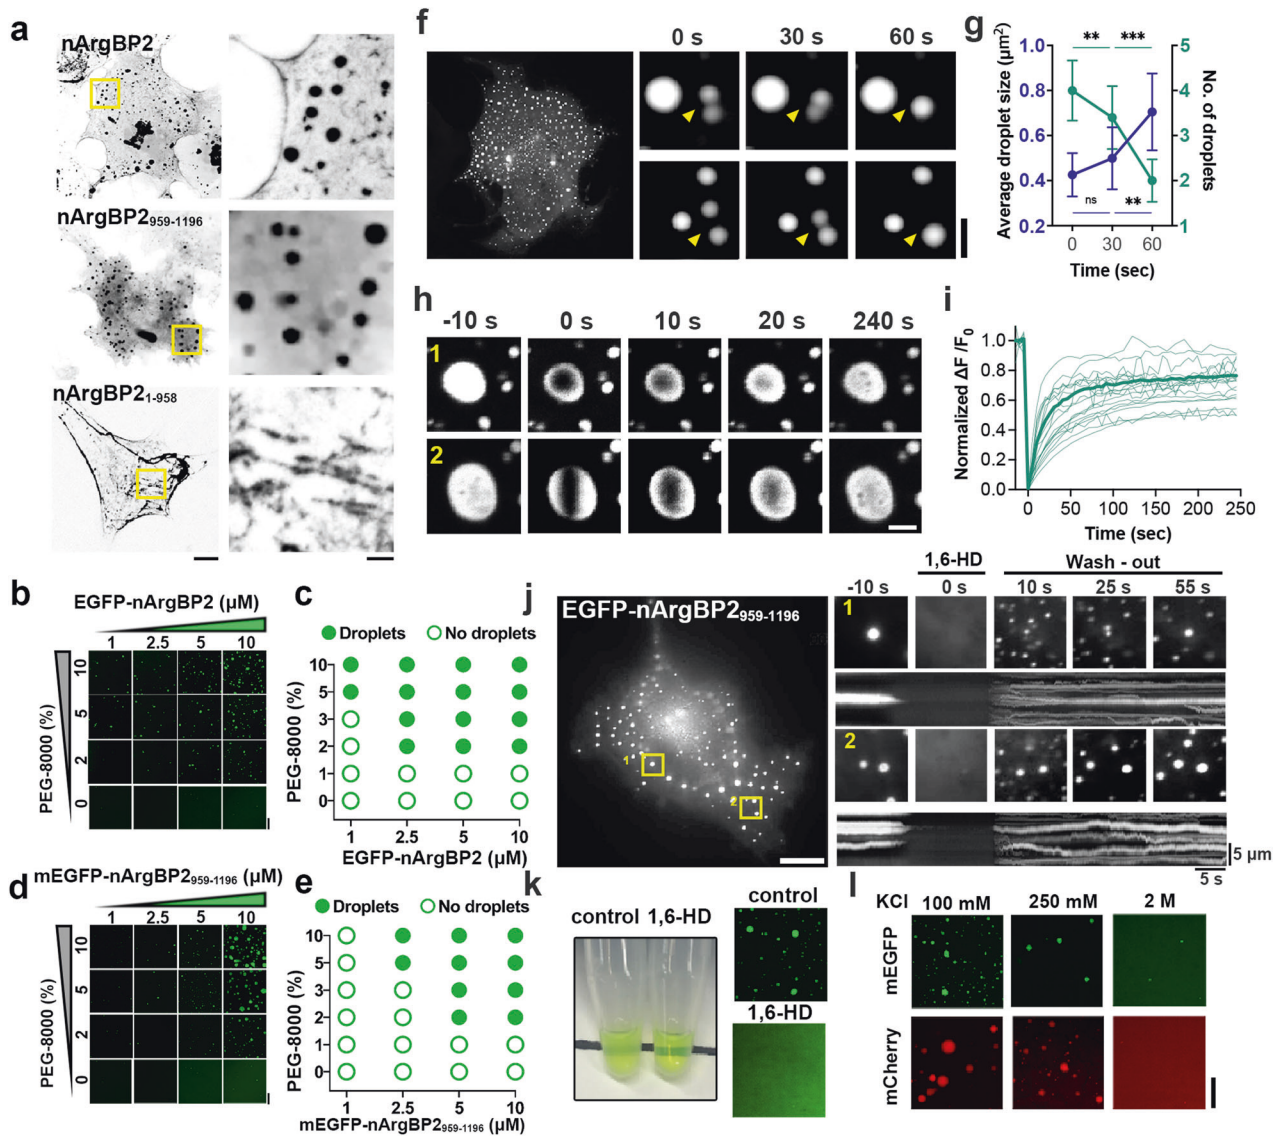 a
nArgBP2
nArgBP2959-1196
nArgBP21-958
b
EGFP-nArgBP2 (µM)
1 2.5 5 10
PEG-8000 (%)
10
5
2
0
c
Droplets No droplets
PEG-8000 (%)
10
5
3
2
1
0
1 2.5 5 10
EGFP-nArgBP2 (µM)
d
mEGFP-nArgBP2959-1196 (µM)
1 2.5 5 10
PEG-8000 (%)
10
5
2
0
e
Droplets No droplets
PEG-8000 (%)
10
5
3
2
1
0
1 2.5 5 10
mEGFP-nArgBP2959-1196 (µM)
f
0 s 30 s 60 s
g
Average droplet size (µm2)
1.0
0.8
0.6
0.4
0.2
** ***
ns **
5
4
3
2
1
No. of droplets
0 30 60
Time (sec)
h
-10 s 0 s 10 s 20 s 240 s
1
2
i
Normalized ΔF /F0
1.0
0.8
0.6
0.4
0.2
0.0
0 50 100 150 200 250
Time (sec)
j
EGFP-nArgBP2959-1196
1
2
1,6-HD Wash - out
-10 s 0 s 10 s 25 s 55 s
1
2
5 µm
5 s
k
control 1,6-HD
control
1,6-HD
l
KCl 100 mM 250 mM 2 M
mEGFP
mCherry